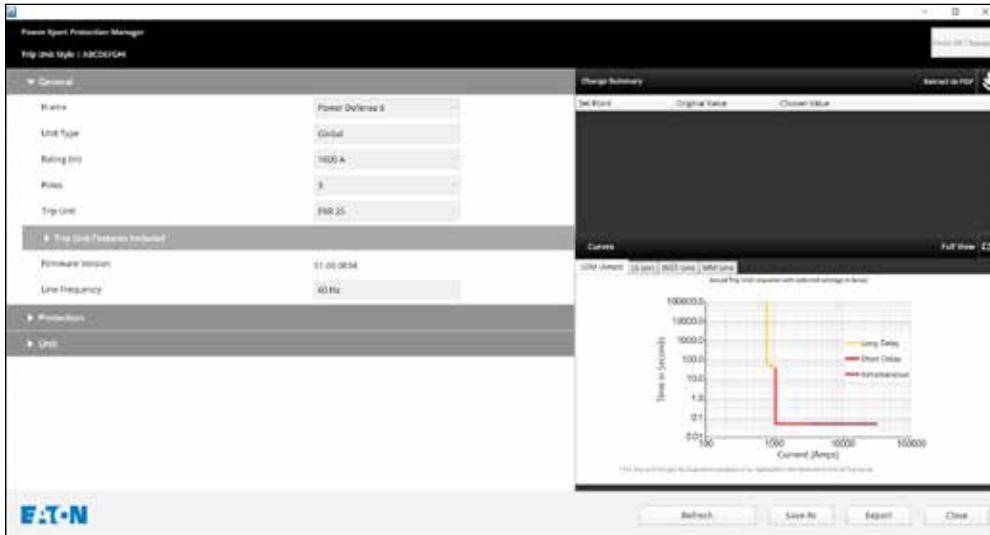 Power Xpert Protection Manager
Trip Unit Style : ABCDEFGHI
General
Name Power Defense 6
Unit Type Global
Rating (In) 1600 A
Poles 3
Trip Unit PXR 25
Trip Unit Features Included
Firmware Version 01.00.0034
Line Frequency 60 Hz
Protection
Unit
Change Summary Extract to PDF
Set Point Original Value Chosen Value
Curves Full View
100000.0
10000.0
1000.0
100.0
10.0
1.0
0.1
0.01
Time in Seconds
Long Delay
Short Delay
Instantaneous
100 1000 10000 100000
Current (Amps)
EATON Refresh Save As Export Close